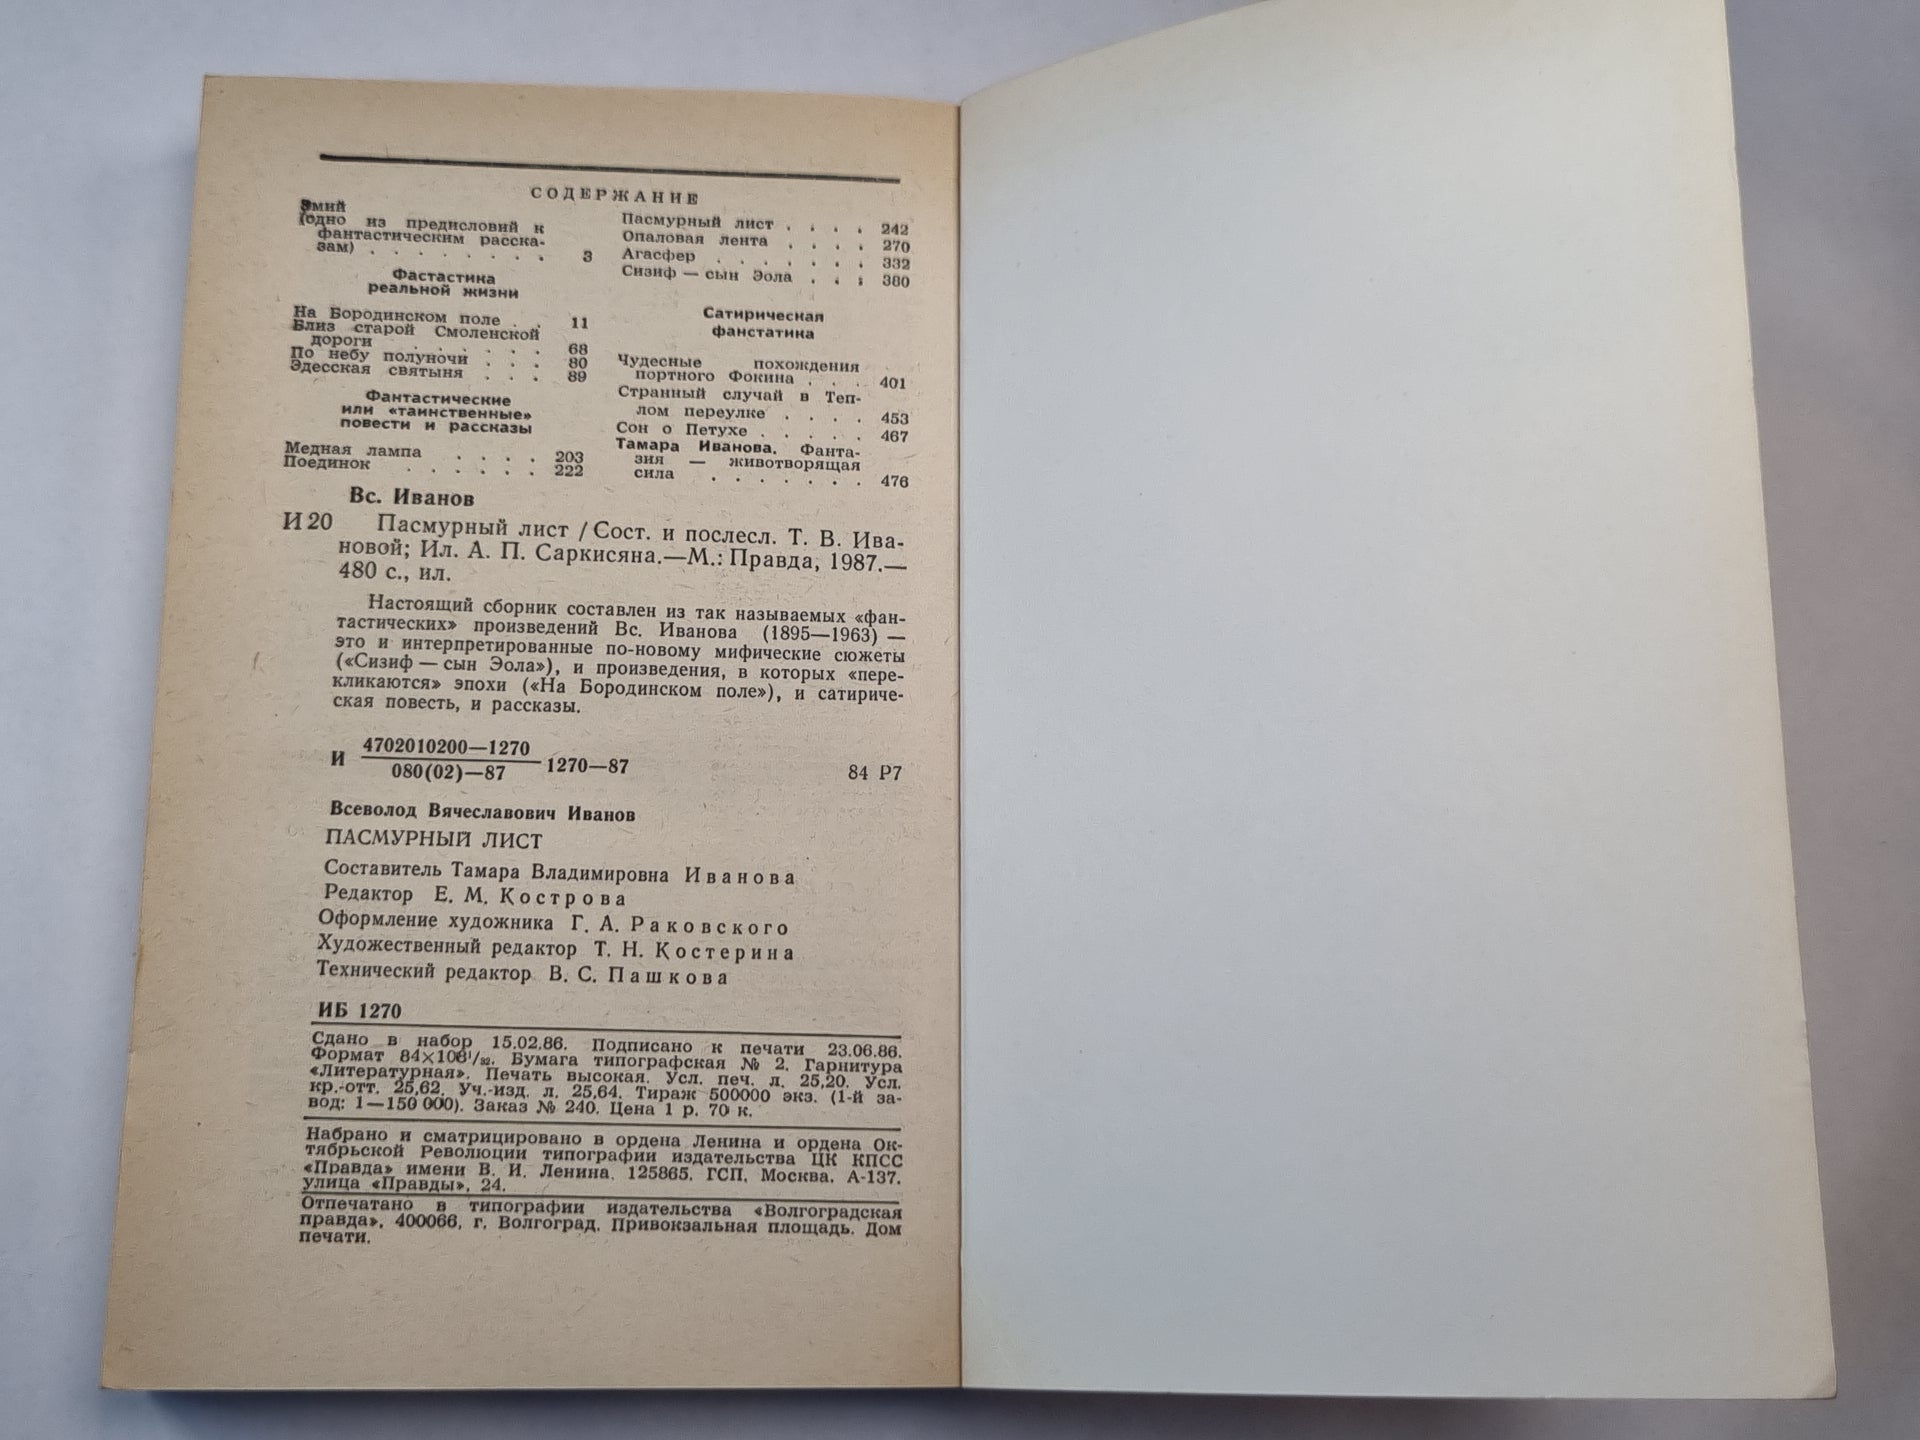 СОДЕРЖАНИЕ
Змий
(одно из предисловий к
фантастическим расска-
зам) . . . . . . . . 3
Фастастика
реальной жизни
На Бородинском поле . . 11
Близ старой Смоленской
дороги . . . . . . 68
По небу полуночи . . . 80
Эдесская святыня . . . 89
Фантастические
или «таинственные»
повести и рассказы
Медная лампа . . . . 203
Поединок . . . . . . 222
Пасмурный лист . . . . 242
Опаловая лента . . . . 270
Агасфер . . . . . . . 332
Сизиф — сын Эола . . . 380
Сатирическая
фанстатика
Чудесные похождения
портного Фокина . . . 401
Странный случай в Теп-
лом переулке . . . . 453
Сон о Петухе . . . . . 467
Тамара Иванова. Фанта-
зия — животворящая
сила . . . . . . . 476
Вс. Иванов
И 20 Пасмурный лист / Сост. и послесл. Т. В. Ива-
новой; Ил. А. П. Саркисяна.—М.: Правда, 1987.—
480 с., ил.
Настоящий сборник составлен из так называемых «фан-
тастических» произведений Вс. Иванова (1895—1963) —
это и интерпретированные по-новому мифические сюжеты
(«Сизиф — сын Эола»), и произведения, в которых «пере-
кликаются» эпохи («На Бородинском поле»), и сатириче-
ская повесть, и рассказы.
4702010200—1270
И 1270—87
080(02)—87
84 Р7
Всеволод Вячеславович Иванов
ПАСМУРНЫЙ ЛИСТ
Составитель Тамара Владимировна Иванова
Редактор Е. М. Кострова
Оформление художника Г. А. Раковского
Художественный редактор Т. Н. Костерина
Технический редактор В. С. Пашкова
ИБ 1270
Сдано в набор 15.02.86. Подписано к печати 23.06.86.
Формат 84×108¹/₃₂. Бумага типографская № 2. Гарнитура
«Литературная». Печать высокая. Усл. печ. л. 25,20. Усл.
кр.-отт. 25,62. Уч.-изд. л. 25,64. Тираж 500000 экз. (1-й за-
вод: 1—150 000). Заказ № 240. Цена 1 р. 70 к.
Набрано и сматрицировано в ордена Ленина и ордена Ок-
тябрьской Революции типографии издательства ЦК КПСС
«Правда» имени В. И. Ленина. 125865. ГСП. Москва. А-137.
улица «Правды», 24.
Отпечатано в типографии издательства «Волгоградская
правда». 400066, г. Волгоград. Привокзальная площадь. Дом
печати.